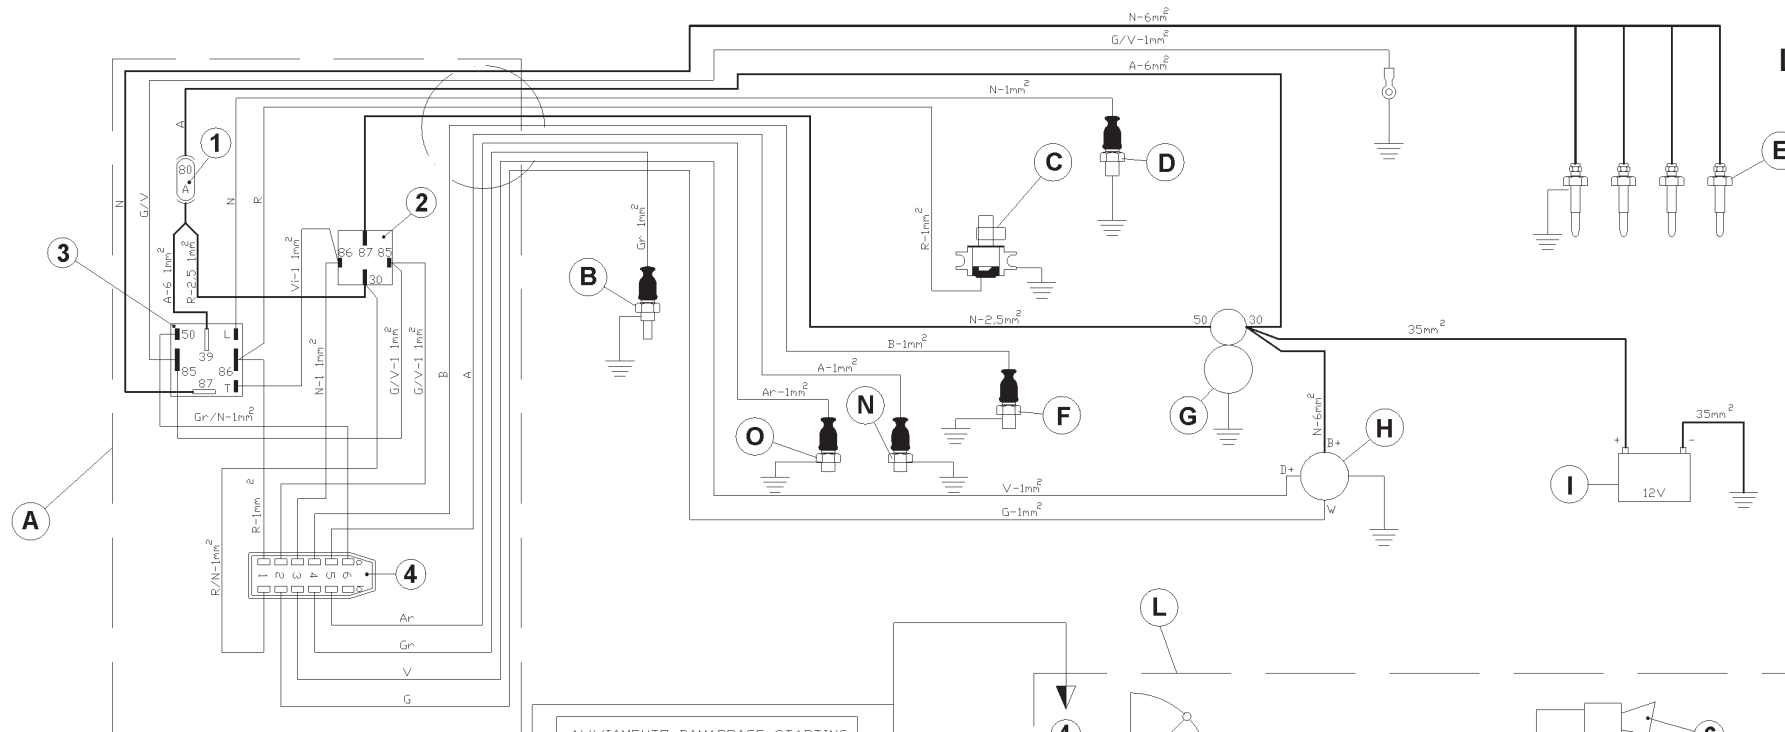 N-6mm²
G/V-1mm²
A-6mm²
N-1mm²
A
1
80
A
N
G/V
N
R
2
C
D
E
3
A-6 1mm²
R-2,5 1mm²
Vi-1 1mm²
86 87 85
30
Gr 1mm²
B
R-1mm²
50 L
39
85 86
87 T
N-1 1mm²
G/V-1 1mm²
G/V-1 1mm²
B
A
N-2,5mm²
50 30
35mm²
B-1mm²
A-1mm²
Ar-1mm²
Gr/N-1mm²
N
F
G
O
N-6mm²
H
B+
D+
W
35mm²
+ -
I
12V
V-1mm²
G-1mm²
A
R-1mm²
R/N-1mm²
1 2 3 4 5 6
a
b
4
Ar
Gr
V
G
L
4
6